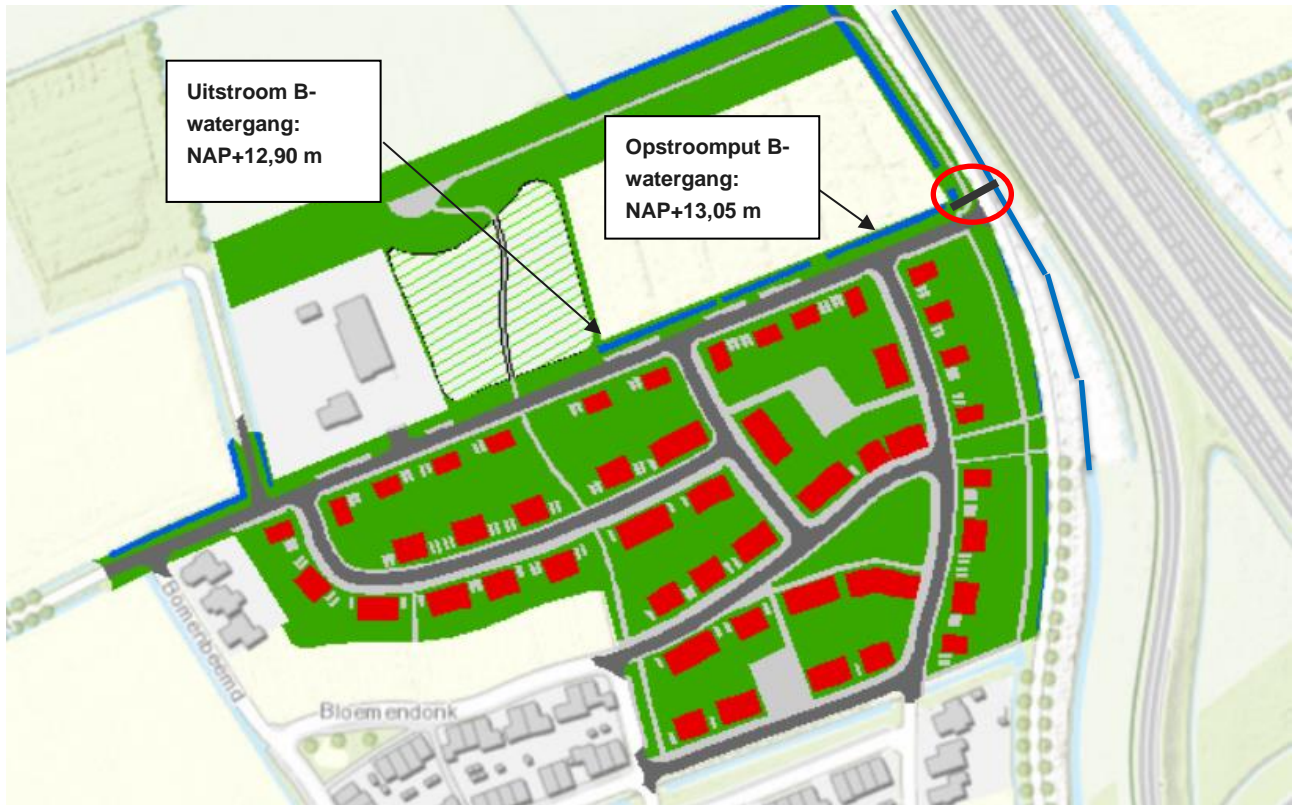 Uitstroom B-
watergang:
NAP+12,90 m
Opstroomput B-
watergang:
NAP+13,05 m
Bomenbeemd
Bloemendonk